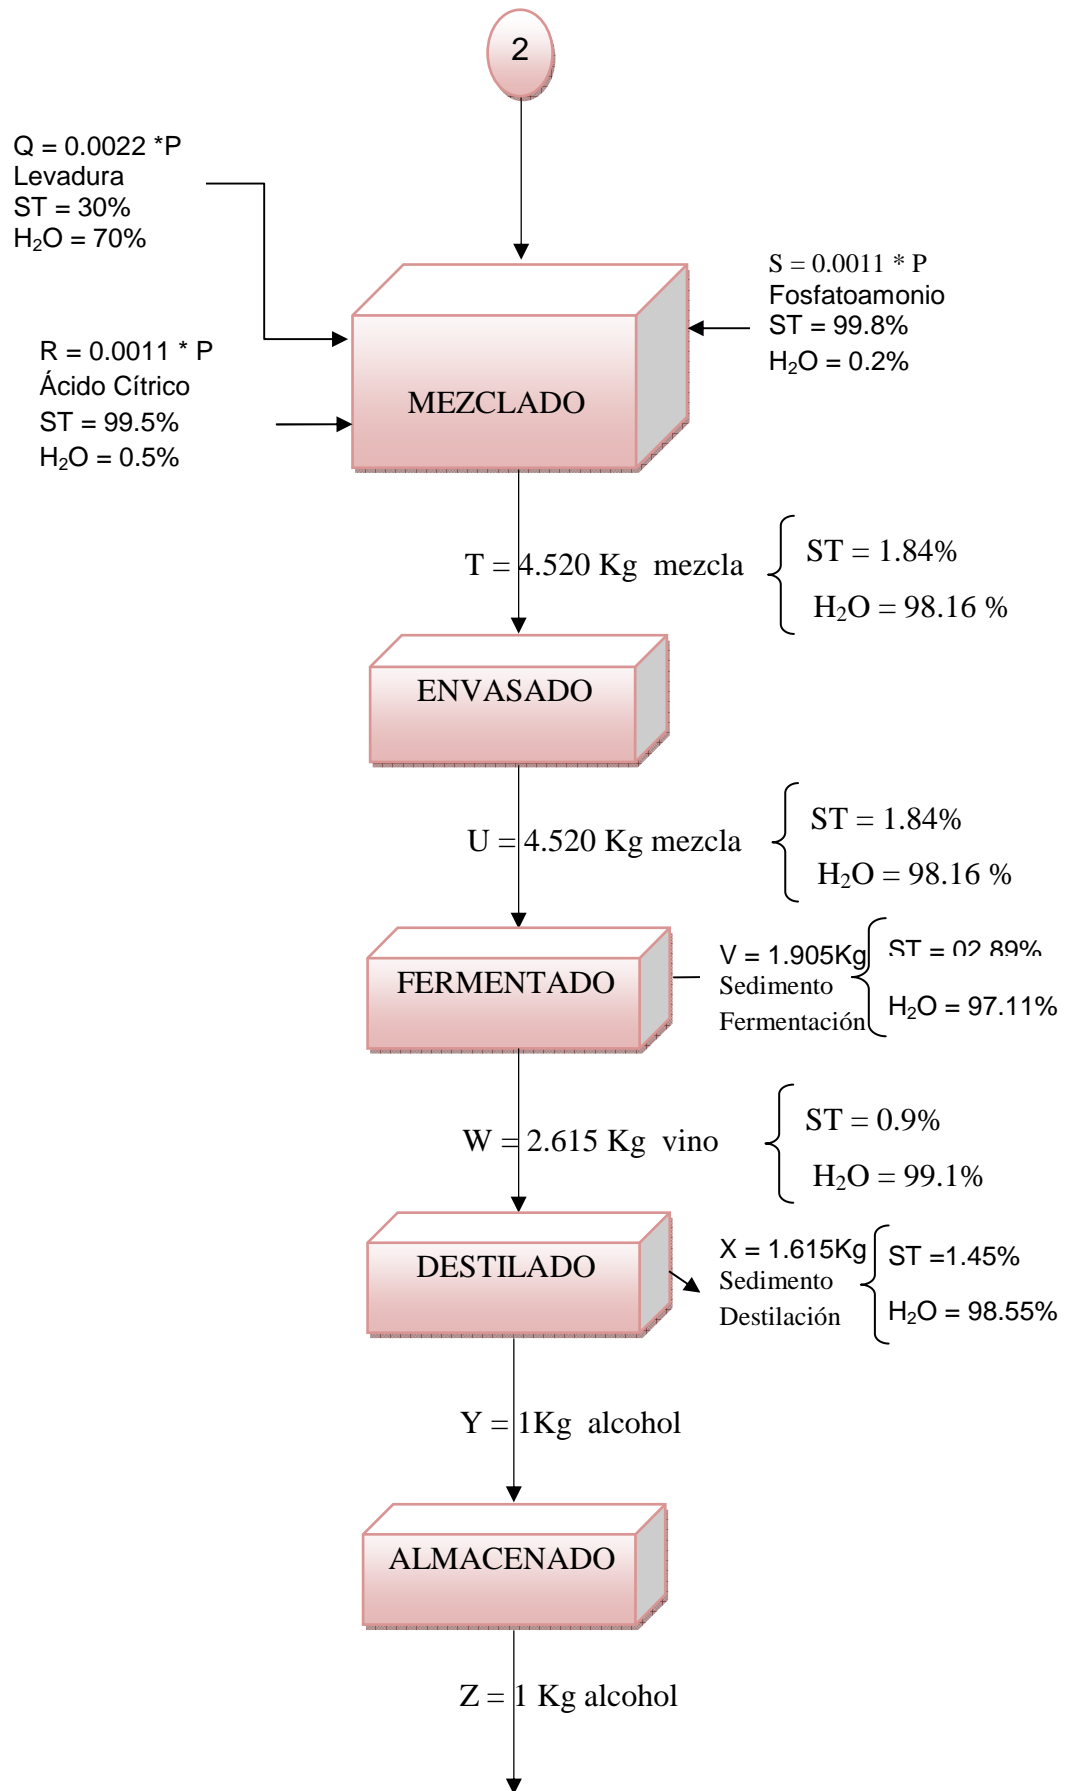 2
Q = 0.0022 *P
Levadura
ST = 30%
H₂O = 70%
S = 0.0011 * P
Fosfatoamonio
ST = 99.8%
H₂O = 0.2%
R = 0.0011 * P
Ácido Cítrico
ST = 99.5%
H₂O = 0.5%
MEZCLADO
T = 4.520 Kg mezcla
ST = 1.84%
H₂O = 98.16 %
ENVASADO
U = 4.520 Kg mezcla
ST = 1.84%
H₂O = 98.16 %
FERMENTADO
V = 1.905Kg
Sedimento
Fermentación
ST = 02.89%
H₂O = 97.11%
W = 2.615 Kg vino
ST = 0.9%
H₂O = 99.1%
DESTILADO
X = 1.615Kg
Sedimento
Destilación
ST =1.45%
H₂O = 98.55%
Y = 1Kg alcohol
ALMACENADO
Z = 1 Kg alcohol